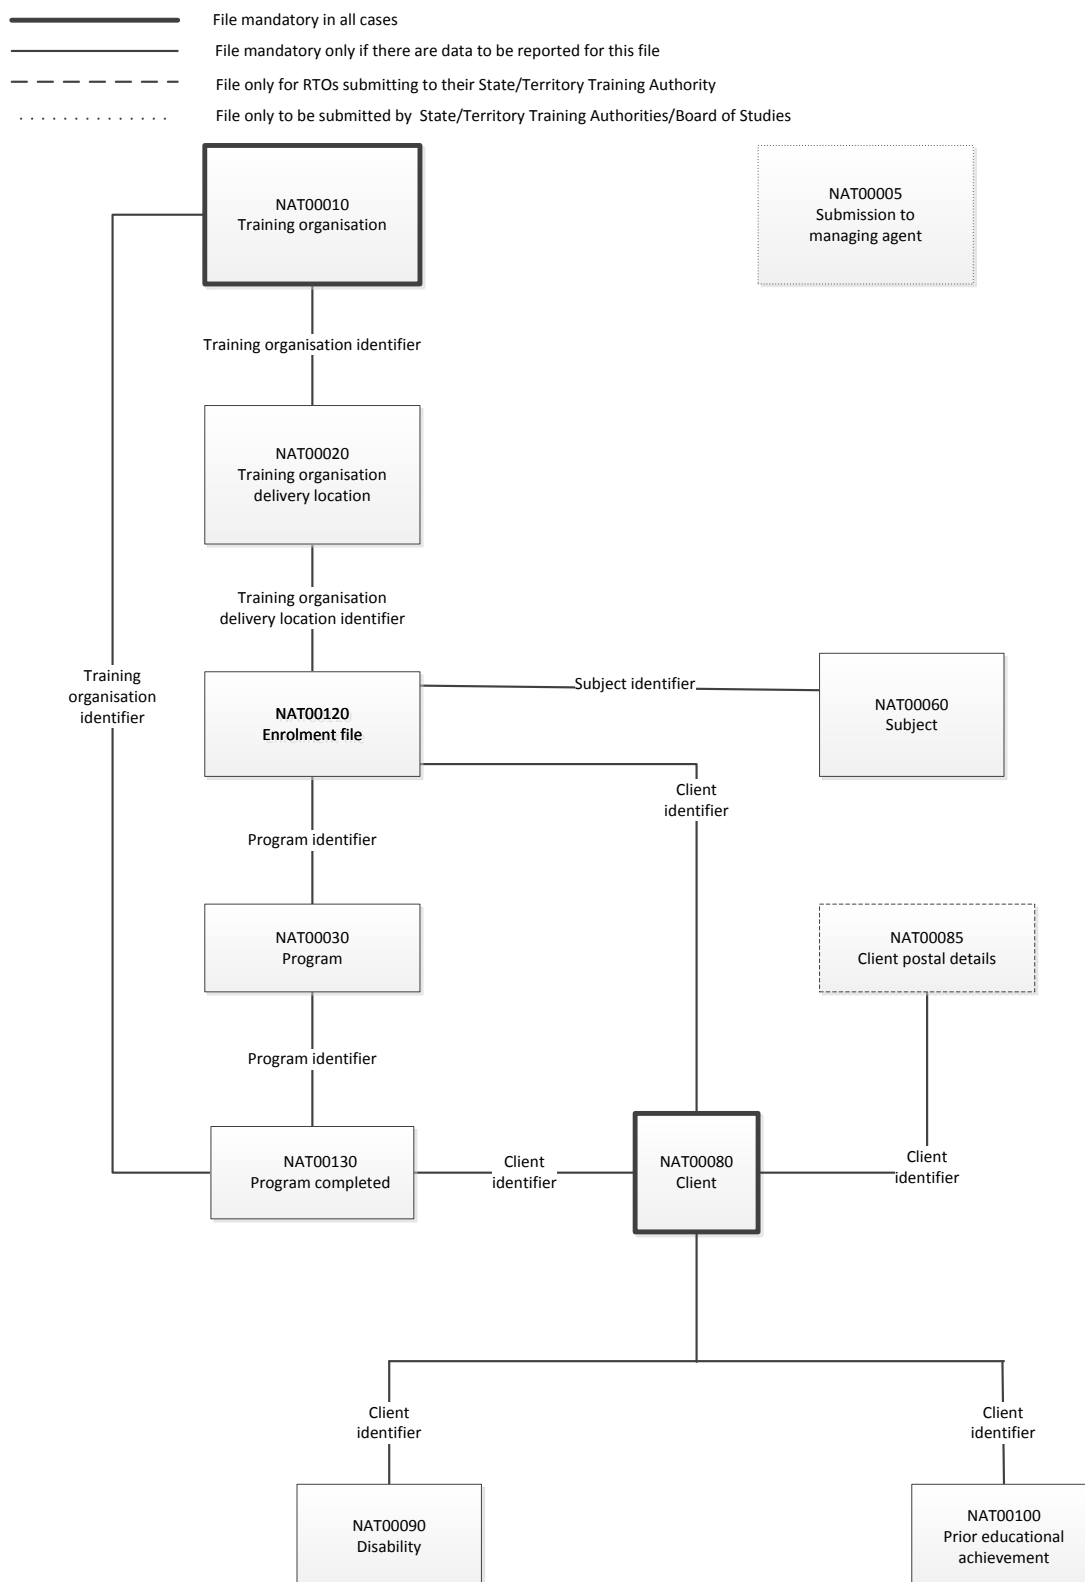 File mandatory in all cases
File mandatory only if there are data to be reported for this file
File only for RTOs submitting to their State/Territory Training Authority
File only to be submitted by State/Territory Training Authorities/Board of Studies
NAT00010
Training organisation
NAT00005
Submission to
managing agent
Training organisation identifier
NAT00020
Training organisation
delivery location
Training organisation
delivery location identifier
Training
organisation
identifier
NAT00120
Enrolment file
Subject identifier
NAT00060
Subject
Client
identifier
Program identifier
NAT00030
Program
NAT00085
Client postal details
Program identifier
NAT00130
Program completed
Client
identifier
NAT00080
Client
Client
identifier
Client
identifier
Client
identifier
NAT00090
Disability
NAT00100
Prior educational
achievement